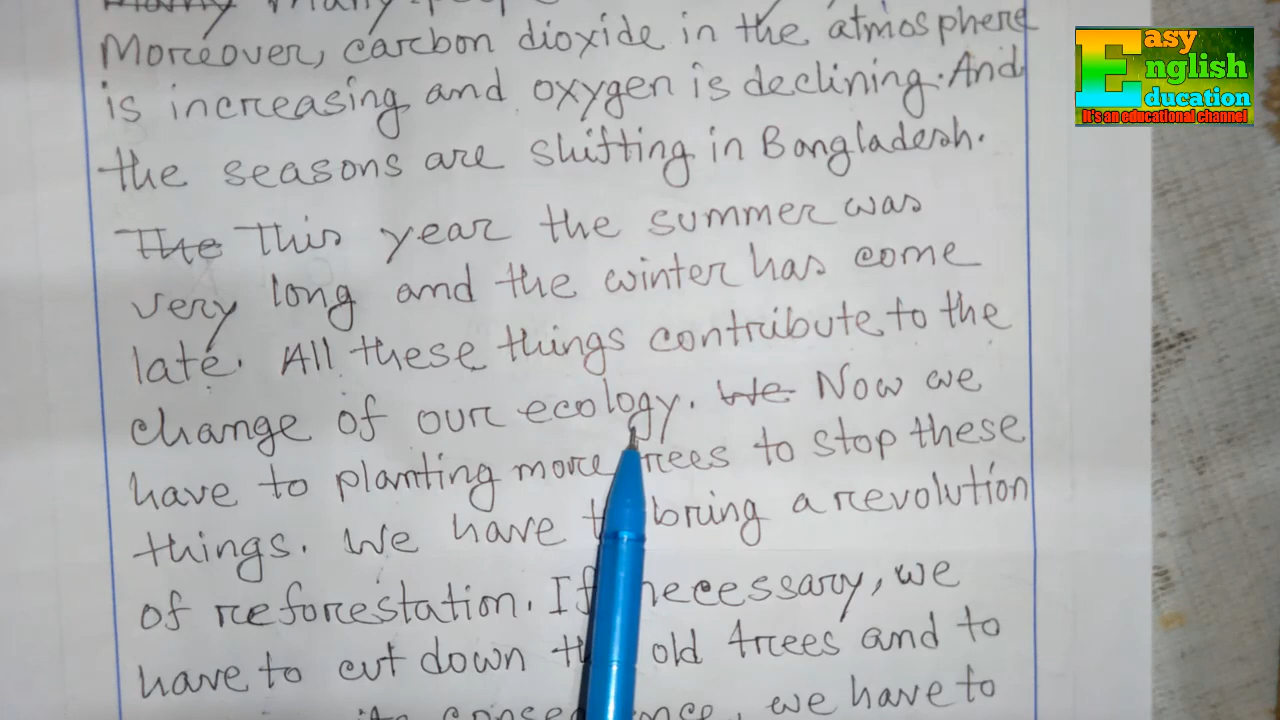 many people
Moreover, carbon dioxide in the atmosphere
is increasing and oxygen is declining. And
the seasons are shifting in Bangladesh.
The This year the summer was
very long and the winter has come
late. All these things contribute to the
change of our ecology. We Now we
have to planting more trees to stop these
things. We have to bring a revolution
of reforestation. If necessary, we
have to cut down the old trees and to
we have to
Easy
English
Education
It's an educational channel